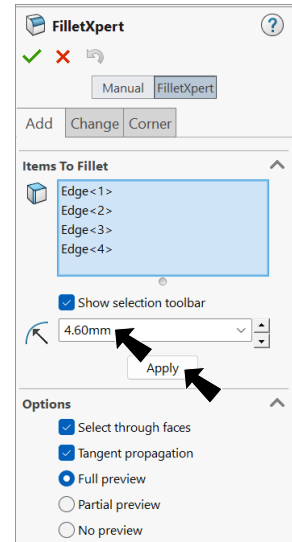 FilletXpert ?
Manual FilletXpert
Add Change Corner
Items To Fillet
Edge<1>
Edge<2>
Edge<3>
Edge<4>
Show selection toolbar
4.60mm
Apply
Options
Select through faces
Tangent propagation
Full preview
Partial preview
No preview